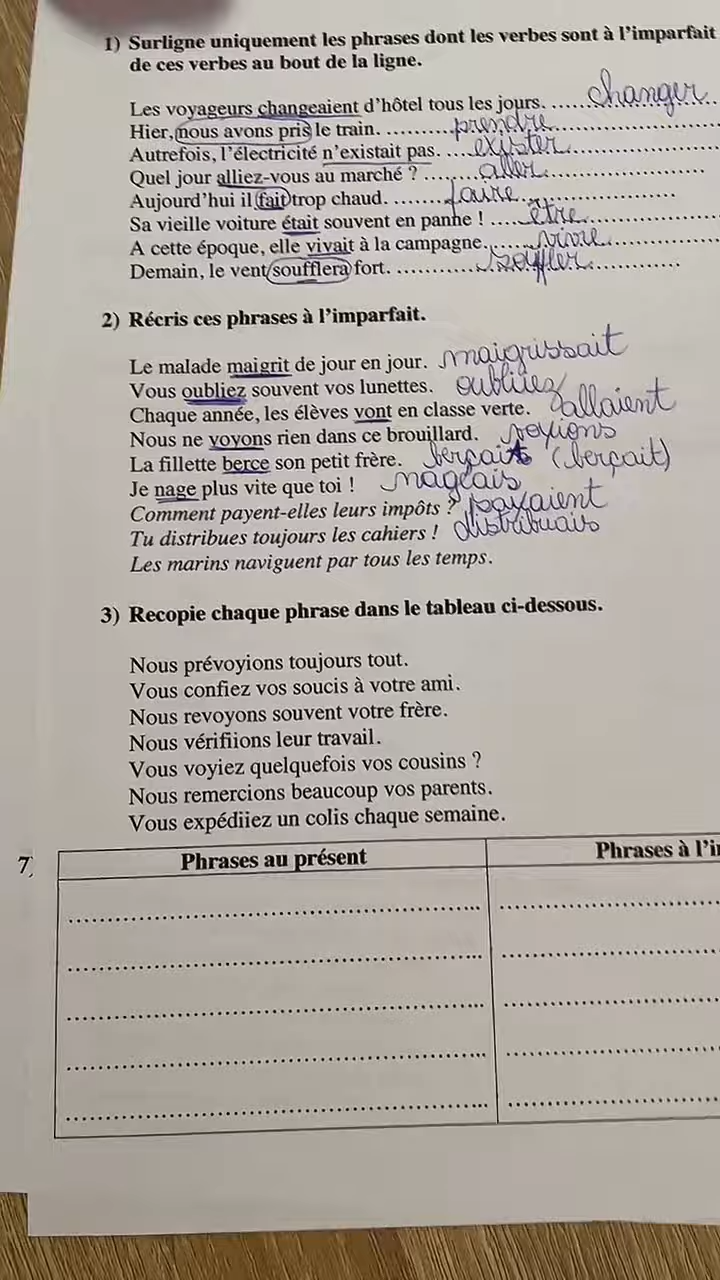 1) Surligne uniquement les phrases dont les verbes sont à l'imparfait
de ces verbes au bout de la ligne.
Les voyageurs changeaient d'hôtel tous les jours. ..... changer
Hier, nous avons pris le train. ......... prendre
Autrefois, l'électricité n'existait pas. .... exister
Quel jour alliez-vous au marché ? ....... aller
Aujourd'hui il fait trop chaud. ........ faire
Sa vieille voiture était souvent en panne ! .... être
A cette époque, elle vivait à la campagne. ...... vivre
Demain, le vent soufflera fort. ........... souffler
2) Récris ces phrases à l'imparfait.
Le malade maigrit de jour en jour. maigrissait
Vous oubliez souvent vos lunettes. oubliiez
Chaque année, les élèves vont en classe verte. allaient
Nous ne voyons rien dans ce brouillard. voyions
La fillette berce son petit frère. berçait (berçait)
Je nage plus vite que toi ! nageais
Comment payent-elles leurs impôts ? payaient
Tu distribues toujours les cahiers ! distribuais
Les marins naviguent par tous les temps.
3) Recopie chaque phrase dans le tableau ci-dessous.
Nous prévoyions toujours tout.
Vous confiez vos soucis à votre ami.
Nous revoyons souvent votre frère.
Nous vérifiions leur travail.
Vous voyiez quelquefois vos cousins ?
Nous remercions beaucoup vos parents.
Vous expédiiez un colis chaque semaine.
7) Phrases au présent Phrases à l'i